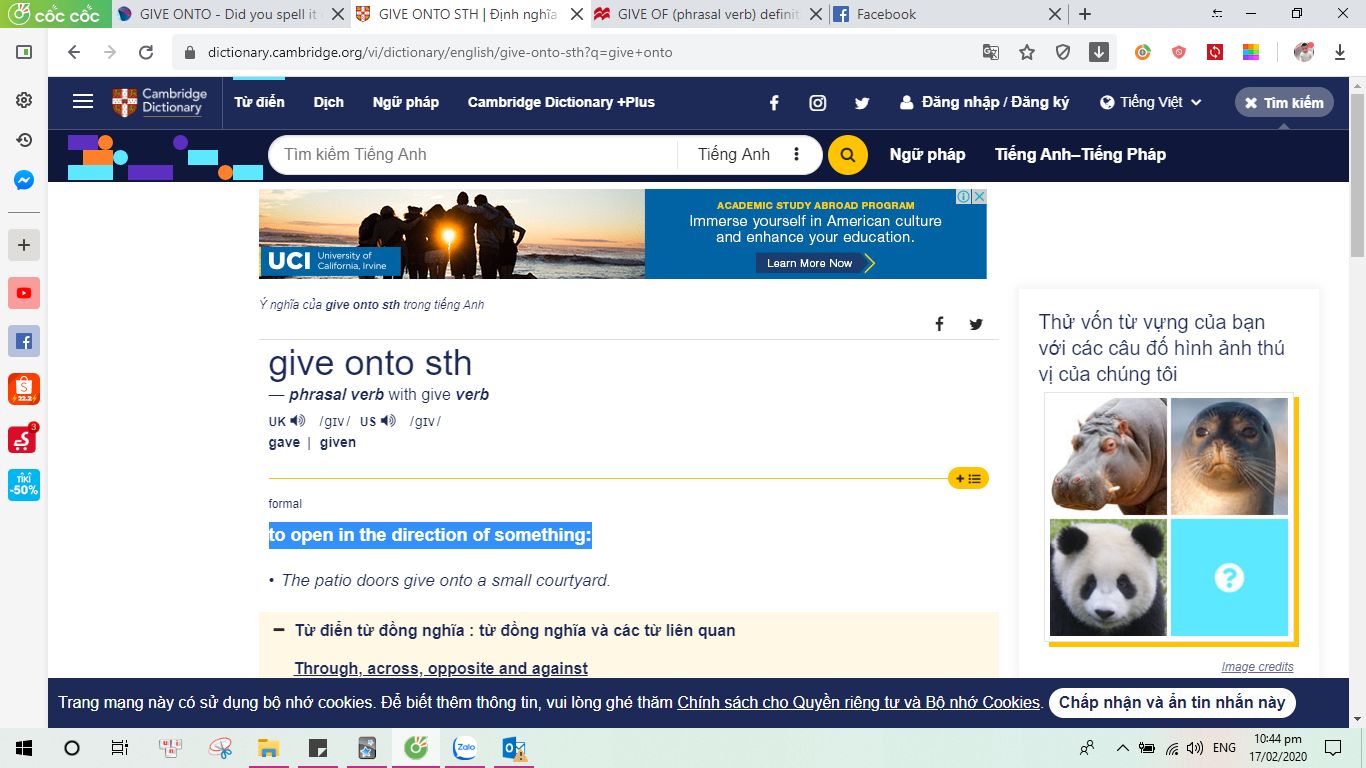 cốc cốc
GIVE ONTO - Did you spell it
GIVE ONTO STH | Định nghĩa
GIVE OF (phrasal verb) definit
Facebook
dictionary.cambridge.org/vi/dictionary/english/give-onto-sth?q=give+onto
Cambridge
Dictionary
Từ điển
Dịch
Ngữ pháp
Cambridge Dictionary +Plus
Đăng nhập / Đăng ký
Tiếng Việt
Tìm kiếm
Tìm kiếm Tiếng Anh
Tiếng Anh
Ngữ pháp
Tiếng Anh–Tiếng Pháp
UCI University of
California, Irvine
ACADEMIC STUDY ABROAD PROGRAM
Immerse yourself in American culture
and enhance your education.
Learn More Now
Ý nghĩa của give onto sth trong tiếng Anh
give onto sth
— phrasal verb with give verb
UK /ɡɪv/ US /ɡɪv/
gave | given
formal
to open in the direction of something:
• The patio doors give onto a small courtyard.
Từ điển từ đồng nghĩa : từ đồng nghĩa và các từ liên quan
Through, across, opposite and against
Thử vốn từ vựng của bạn
với các câu đố hình ảnh thú
vị của chúng tôi
?
Image credits
22.2
3
TIKI
-50%
Trang mạng này có sử dụng bộ nhớ cookies. Để biết thêm thông tin, vui lòng ghé thăm Chính sách cho Quyền riêng tư và Bộ nhớ Cookies.
Chấp nhận và ẩn tin nhắn này
Zalo
ENG
10:44 pm
17/02/2020